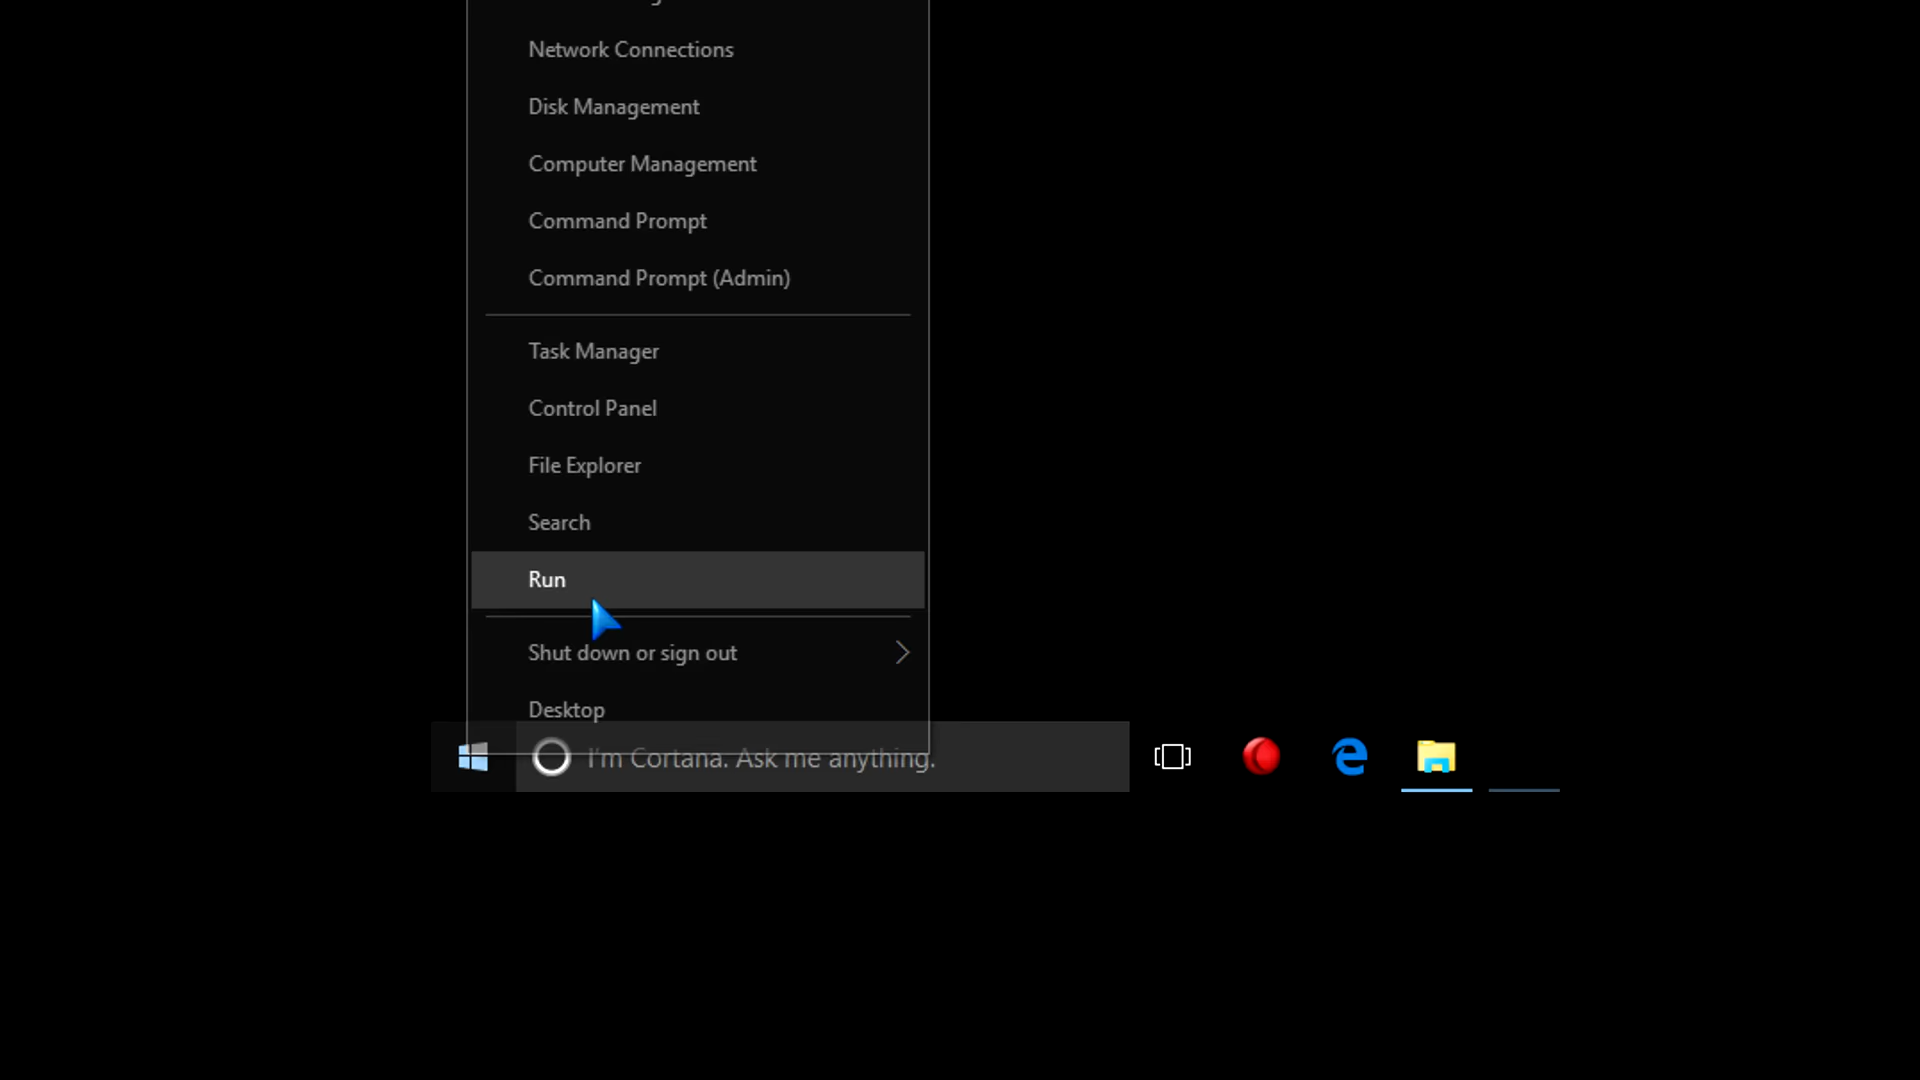 Network Connections
Disk Management
Computer Management
Command Prompt
Command Prompt (Admin)
Task Manager
Control Panel
File Explorer
Search
Run
Shut down or sign out
Desktop
I'm Cortana. Ask me anything.